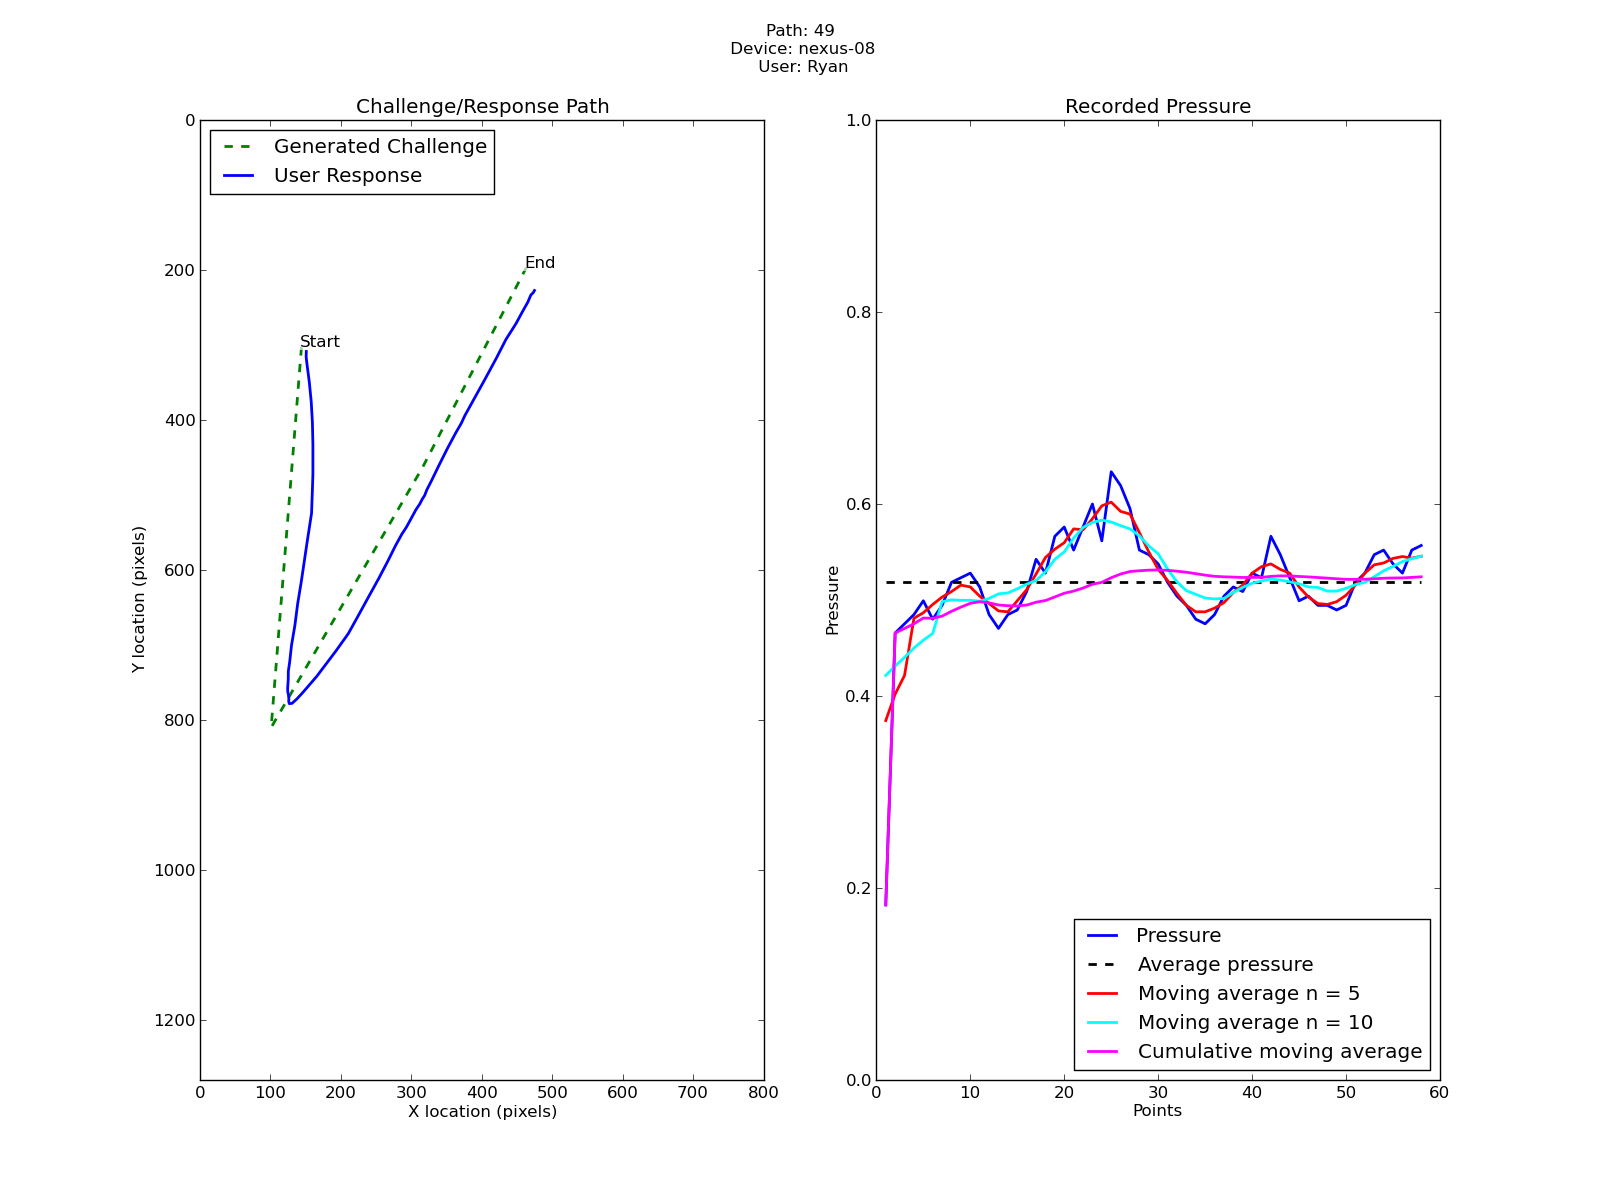 Path: 49
Device: nexus-08
User: Ryan
Challenge/Response Path
Generated Challenge
User Response
Start
End
0
200
400
600
800
1000
1200
Y location (pixels)
0 100 200 300 400 500 600 700 800
X location (pixels)
Recorded Pressure
1.0
0.8
0.6
0.4
0.2
0.0
Pressure
Pressure
Average pressure
Moving average n = 5
Moving average n = 10
Cumulative moving average
0 10 20 30 40 50 60
Points